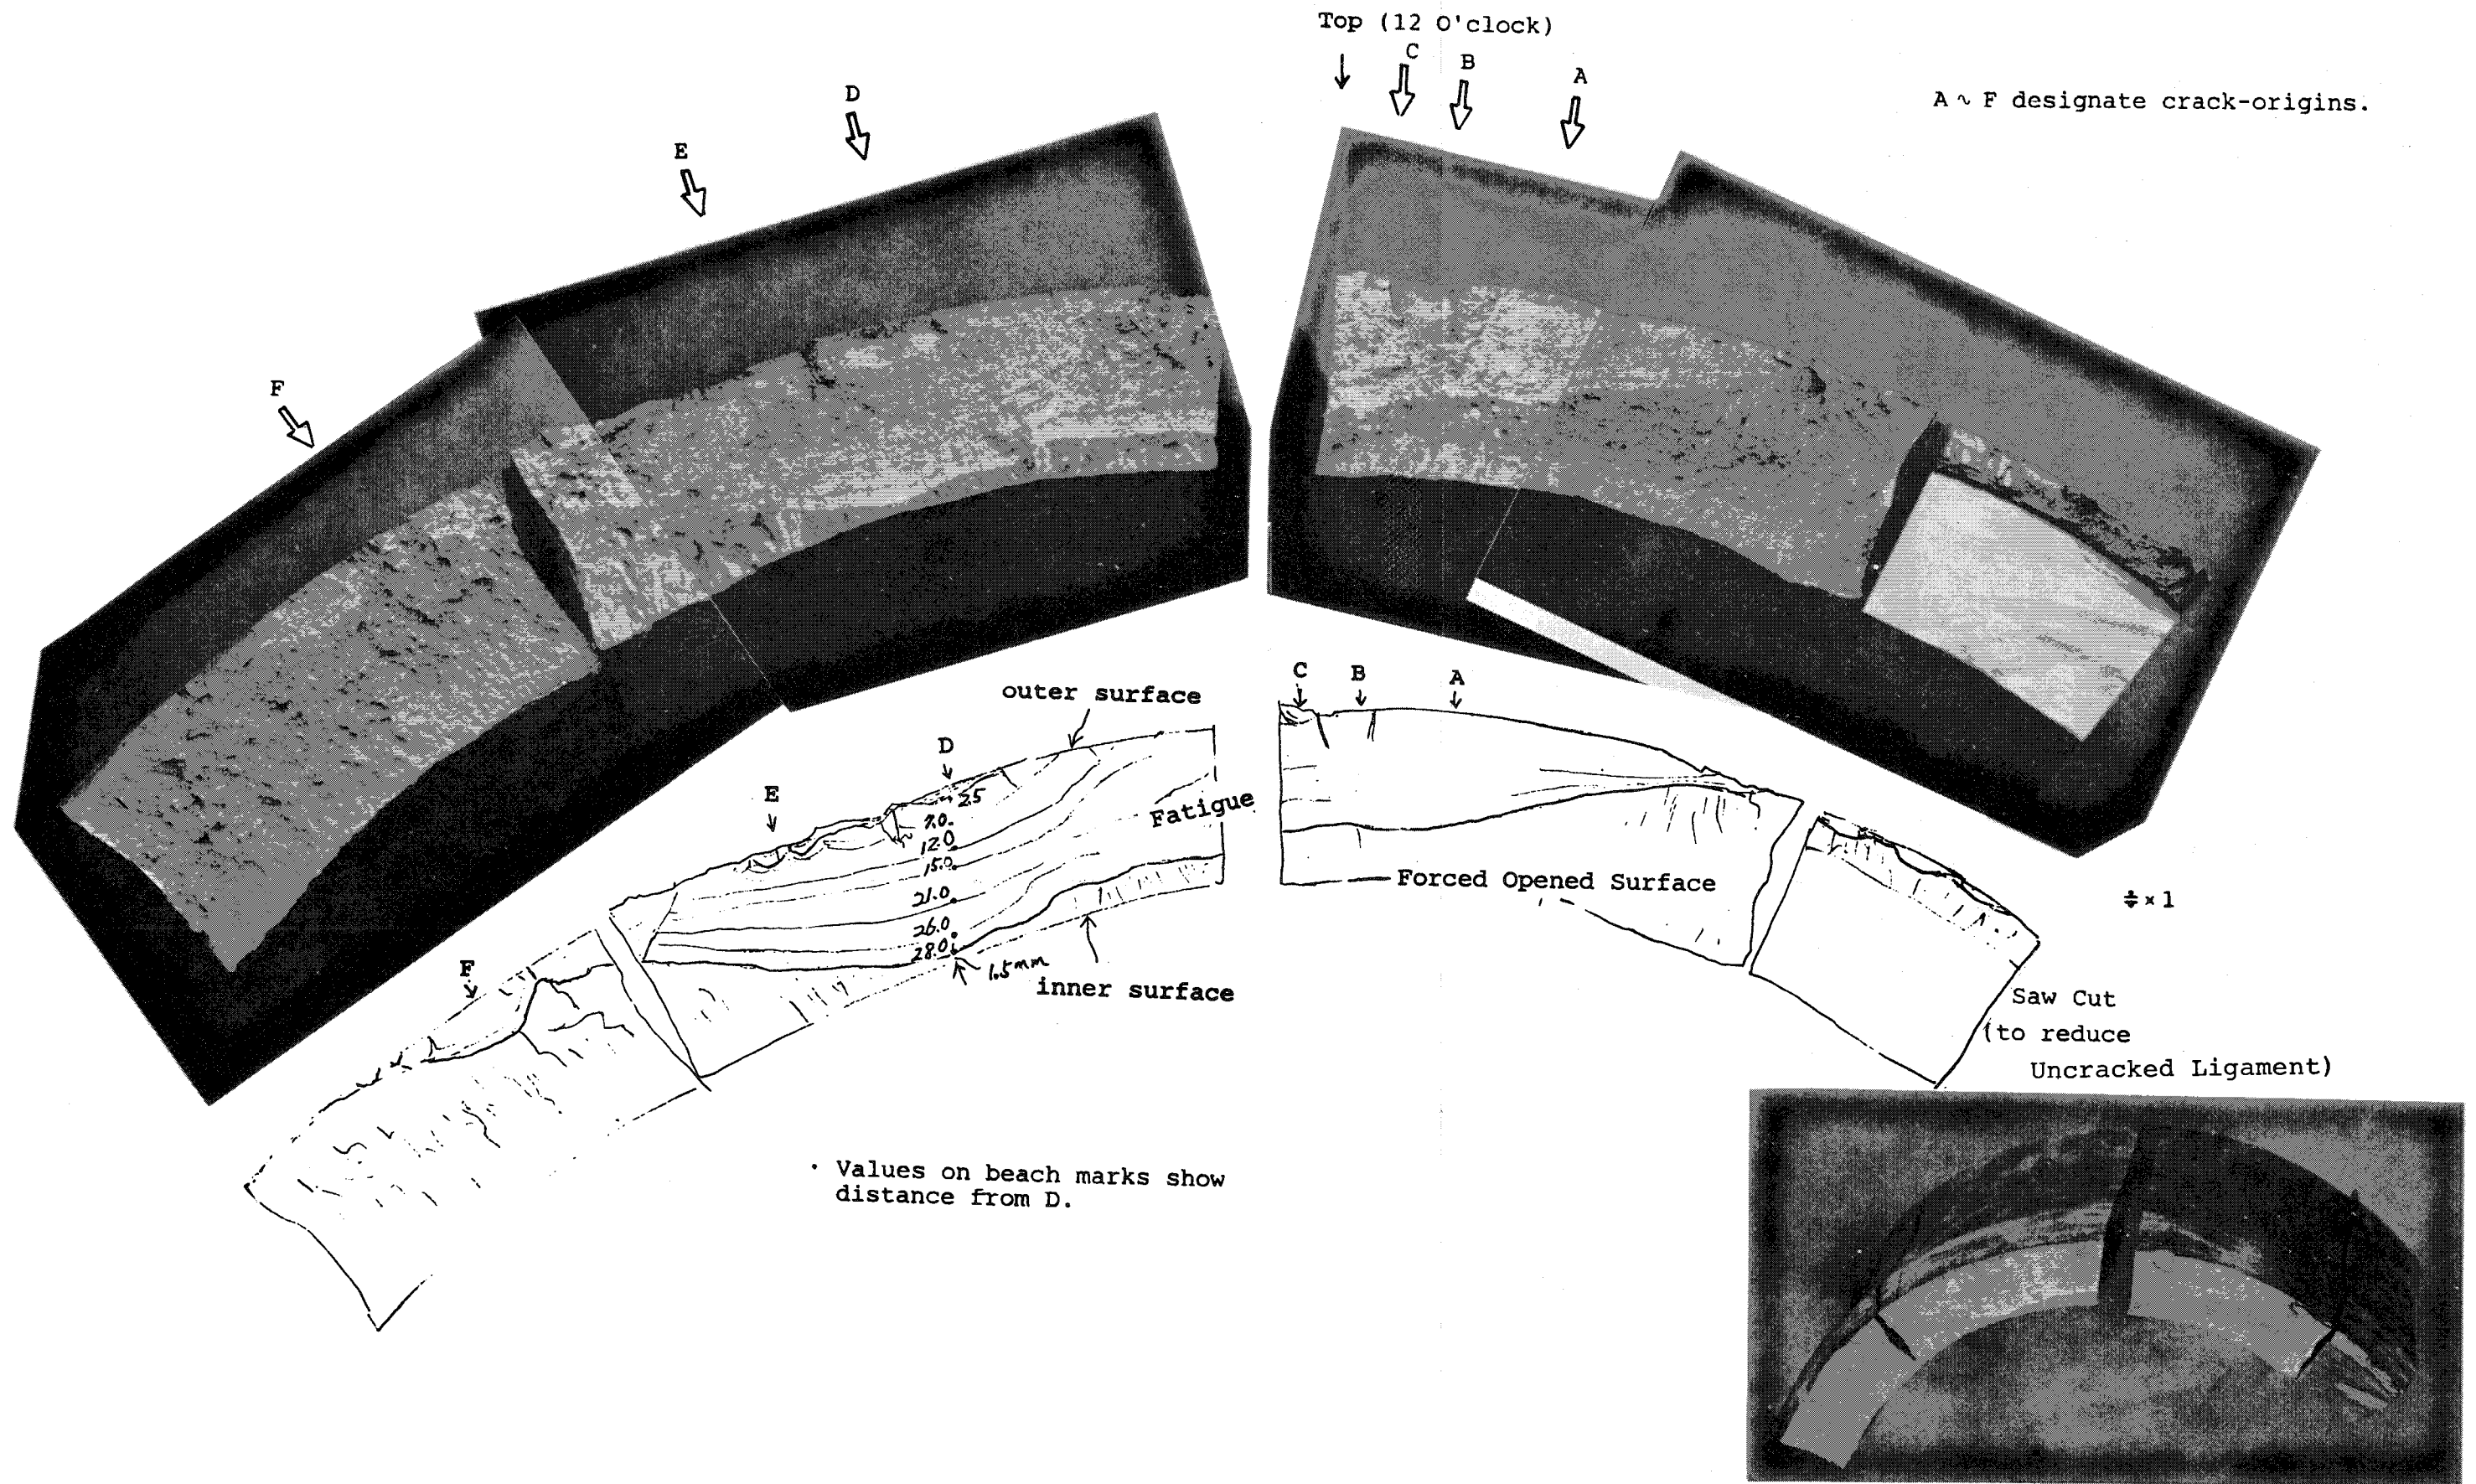 Top (12 O'clock)
C
B
A
D
E
F
A ~ F designate crack-origins.
outer surface
D
E
F
2.5
7.0
12.0
15.0
21.0
26.0
28.0
1.5mm
Fatigue
inner surface
C
B
A
Forced Opened Surface
≑ × 1
Saw Cut
(to reduce
Uncracked Ligament)
· Values on beach marks show
distance from D.